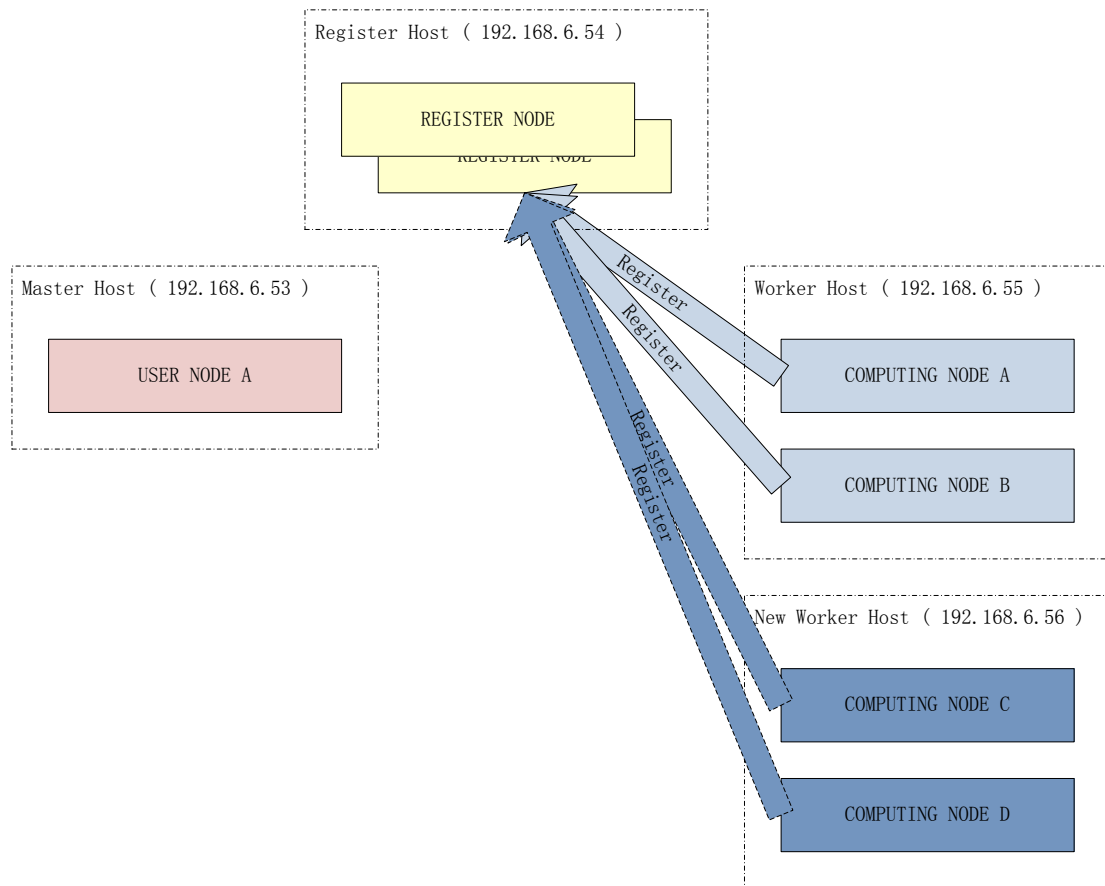 Register Host ( 192.168.6.54 )
REGISTER NODE
REGISTER NODE
Master Host ( 192.168.6.53 )
USER NODE A
Worker Host ( 192.168.6.55 )
Register
Register
COMPUTING NODE A
COMPUTING NODE B
Register
Register
New Worker Host ( 192.168.6.56 )
COMPUTING NODE C
COMPUTING NODE D